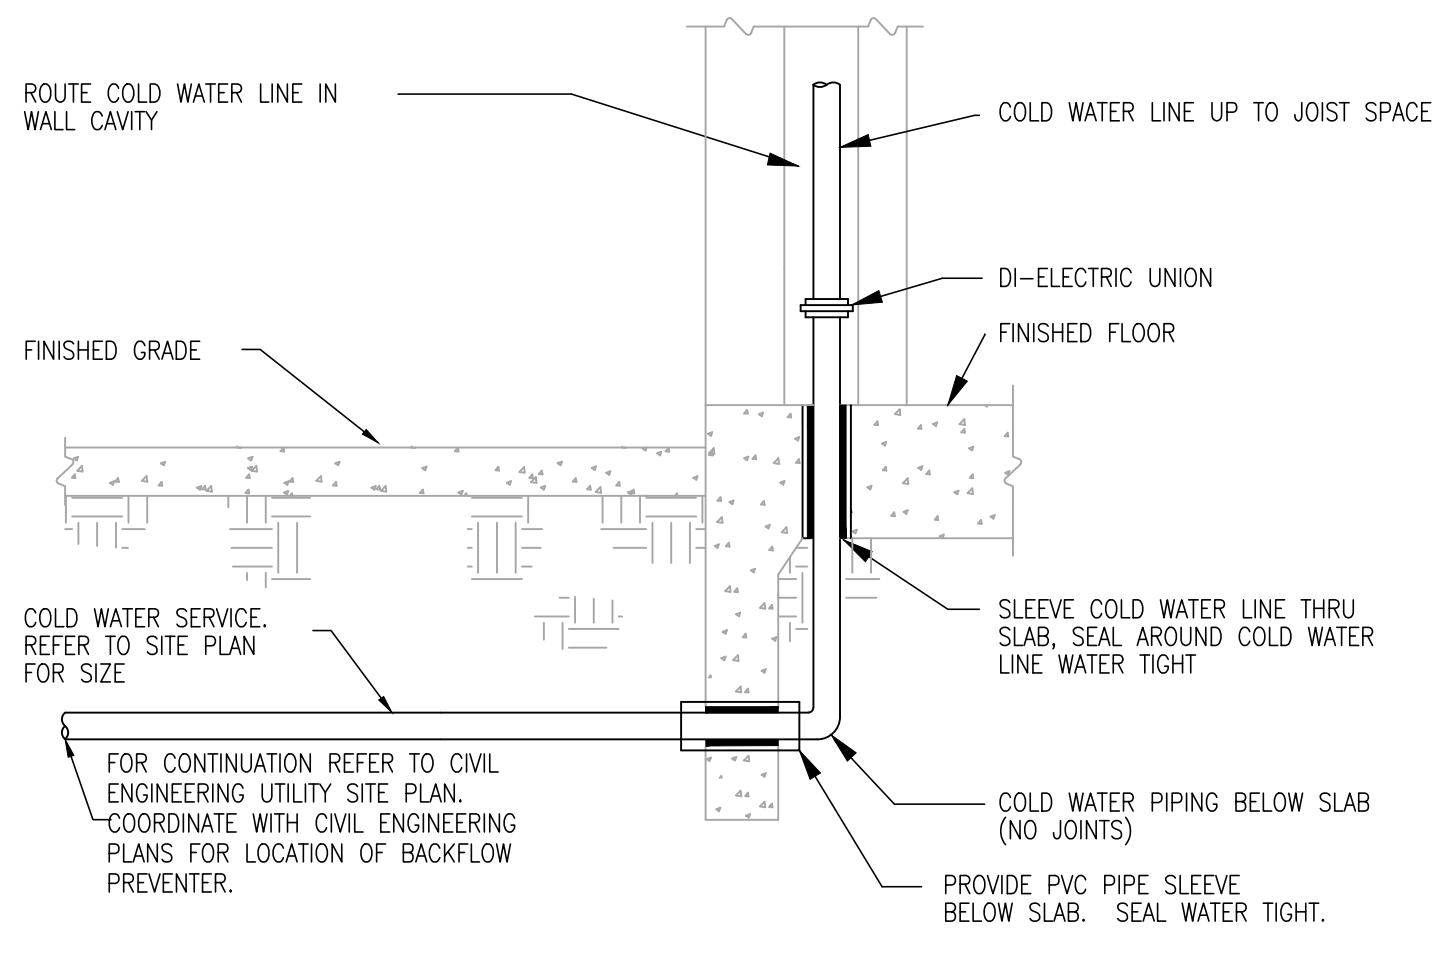 ROUTE COLD WATER LINE IN
WALL CAVITY
COLD WATER LINE UP TO JOIST SPACE
DI-ELECTRIC UNION
FINISHED FLOOR
FINISHED GRADE
COLD WATER SERVICE.
REFER TO SITE PLAN
FOR SIZE
SLEEVE COLD WATER LINE THRU
SLAB, SEAL AROUND COLD WATER
LINE WATER TIGHT
FOR CONTINUATION REFER TO CIVIL
ENGINEERING UTILITY SITE PLAN.
COORDINATE WITH CIVIL ENGINEERING
PLANS FOR LOCATION OF BACKFLOW
PREVENTER.
COLD WATER PIPING BELOW SLAB
(NO JOINTS)
PROVIDE PVC PIPE SLEEVE
BELOW SLAB. SEAL WATER TIGHT.